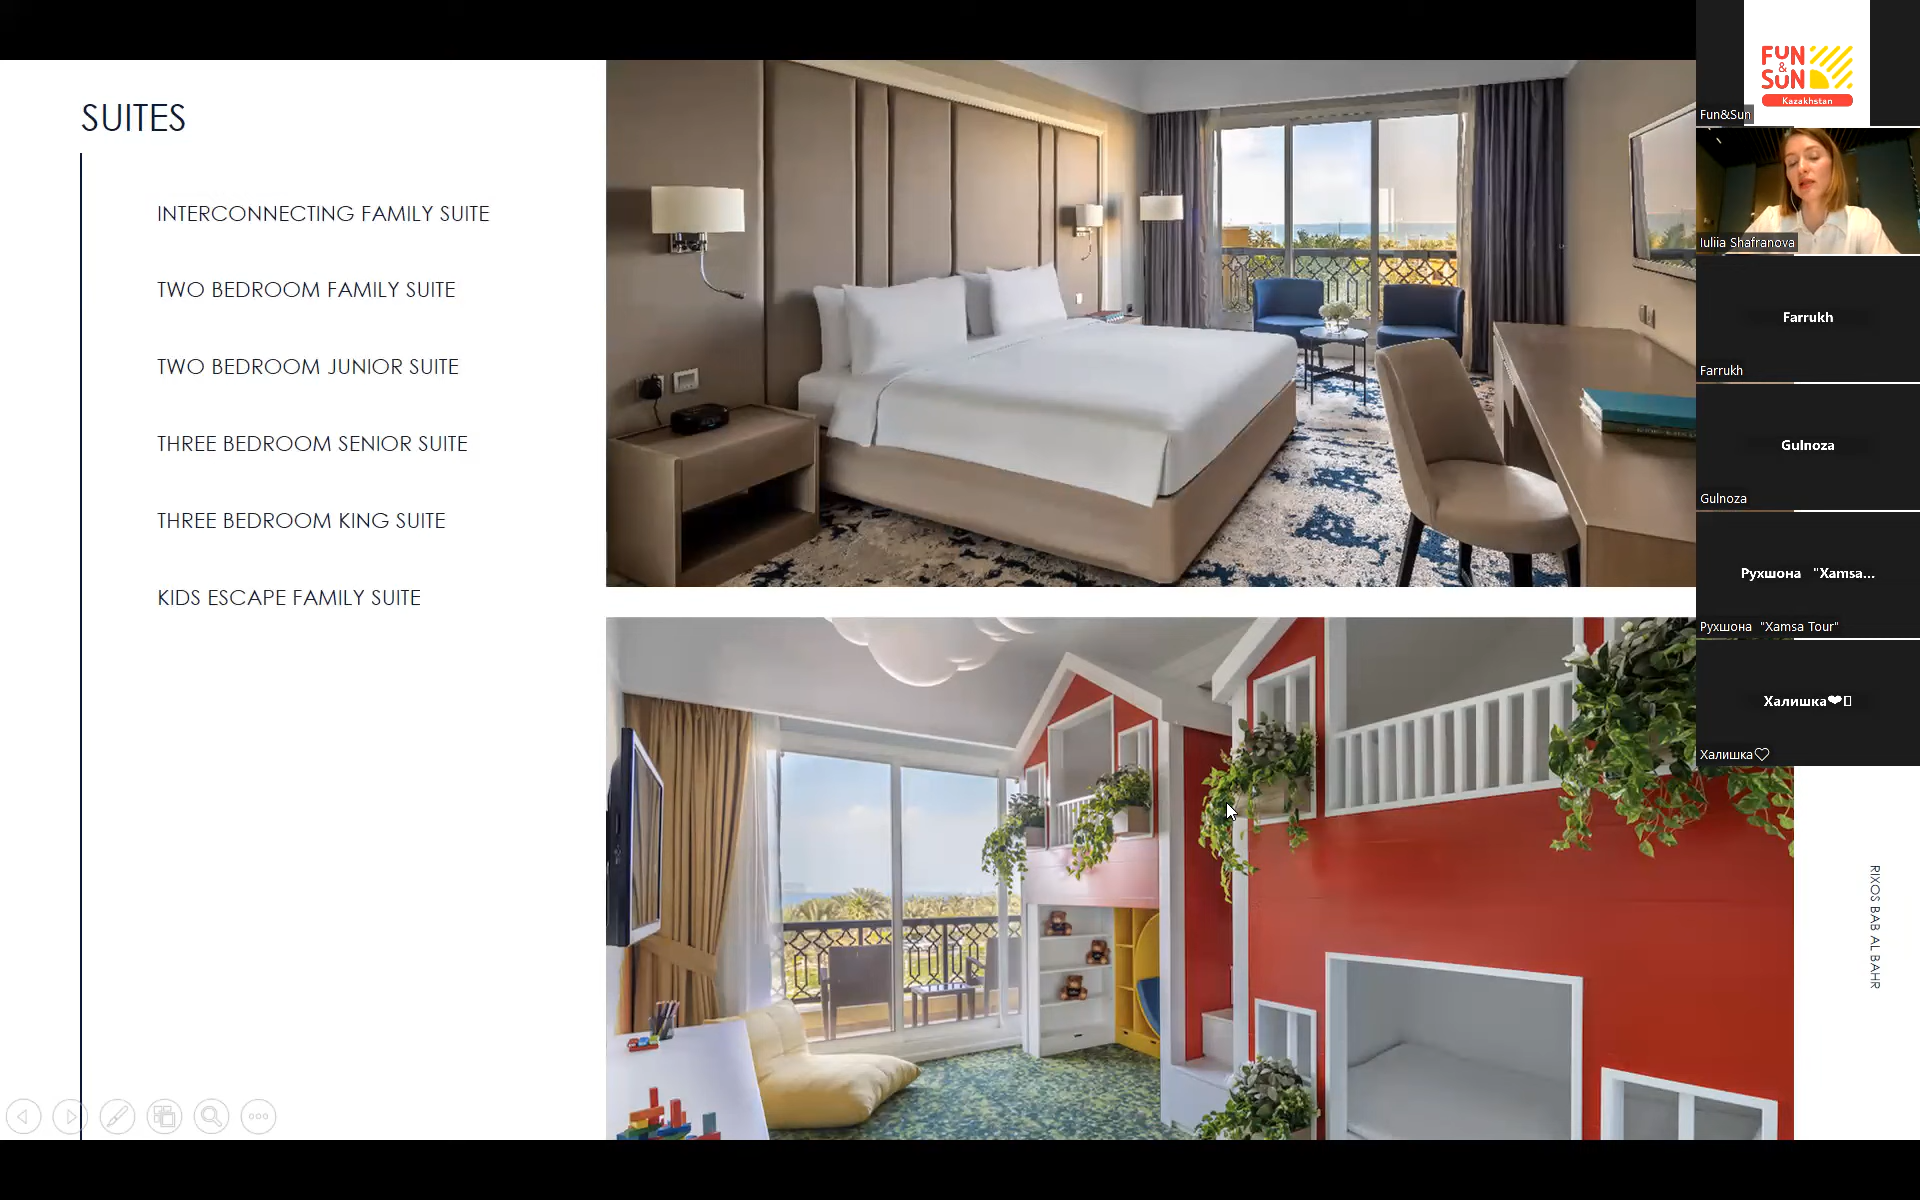 SUITES
INTERCONNECTING FAMILY SUITE
TWO BEDROOM FAMILY SUITE
TWO BEDROOM JUNIOR SUITE
THREE BEDROOM SENIOR SUITE
THREE BEDROOM KING SUITE
KIDS ESCAPE FAMILY SUITE
RIXOS BAB AL BAHR
FUN
&
SUN
Kazakhstan
Fun&Sun
Iuliia Shafranova
Farrukh
Farrukh
Gulnoza
Gulnoza
Рухшона "Xamsa...
Рухшона "Xamsa Tour"
Халишка❤▯
Халишка♡